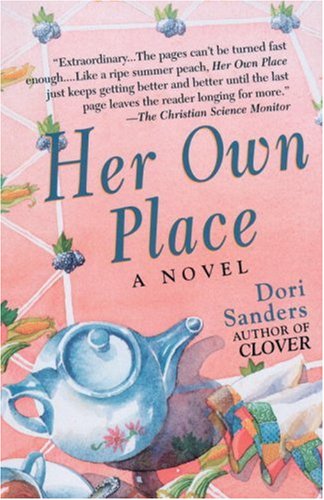 "Extraordinary...The pages can't be turned fast
enough....Like a ripe summer peach, Her Own Place
just keeps getting better and better until the last
page leaves the reader longing for more."
—The Christian Science Monitor
Her Own
Place
A NOVEL
Dori
Sanders
AUTHOR OF
CLOVER